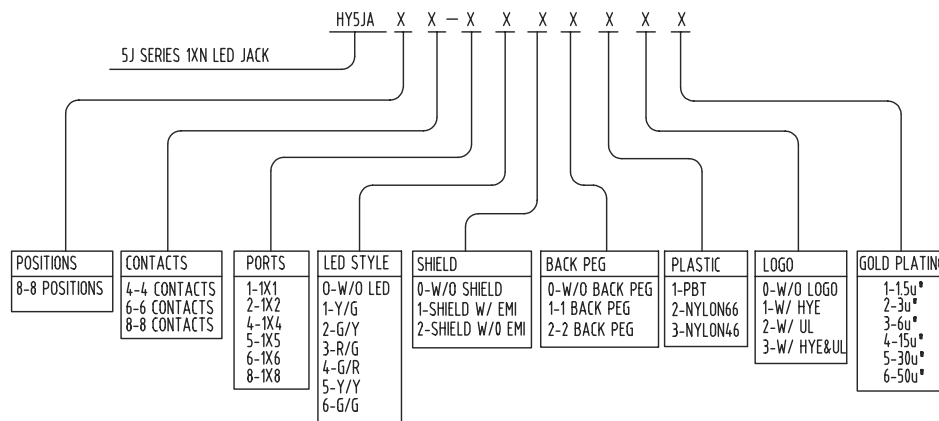 HY5JA X X - X X X X X X X
5J SERIES 1XN LED JACK
POSITIONS
8-8 POSITIONS
CONTACTS
4-4 CONTACTS
6-6 CONTACTS
8-8 CONTACTS
PORTS
1-1X1
2-1X2
4-1X4
5-1X5
6-1X6
8-1X8
LED STYLE
0-W/O LED
1-Y/G
2-G/Y
3-R/G
4-G/R
5-Y/Y
6-G/G
SHIELD
0-W/O SHIELD
1-SHIELD W/ EMI
2-SHIELD W/O EMI
BACK PEG
0-W/O BACK PEG
1-1 BACK PEG
2-2 BACK PEG
PLASTIC
1-PBT
2-NYLON66
3-NYLON46
LOGO
0-W/O LOGO
1-W/ HYE
2-W/ UL
3-W/ HYE&UL
GOLD PLATING
1-1.5u"
2-3u"
3-6u"
4-15u"
5-30u"
6-50u"